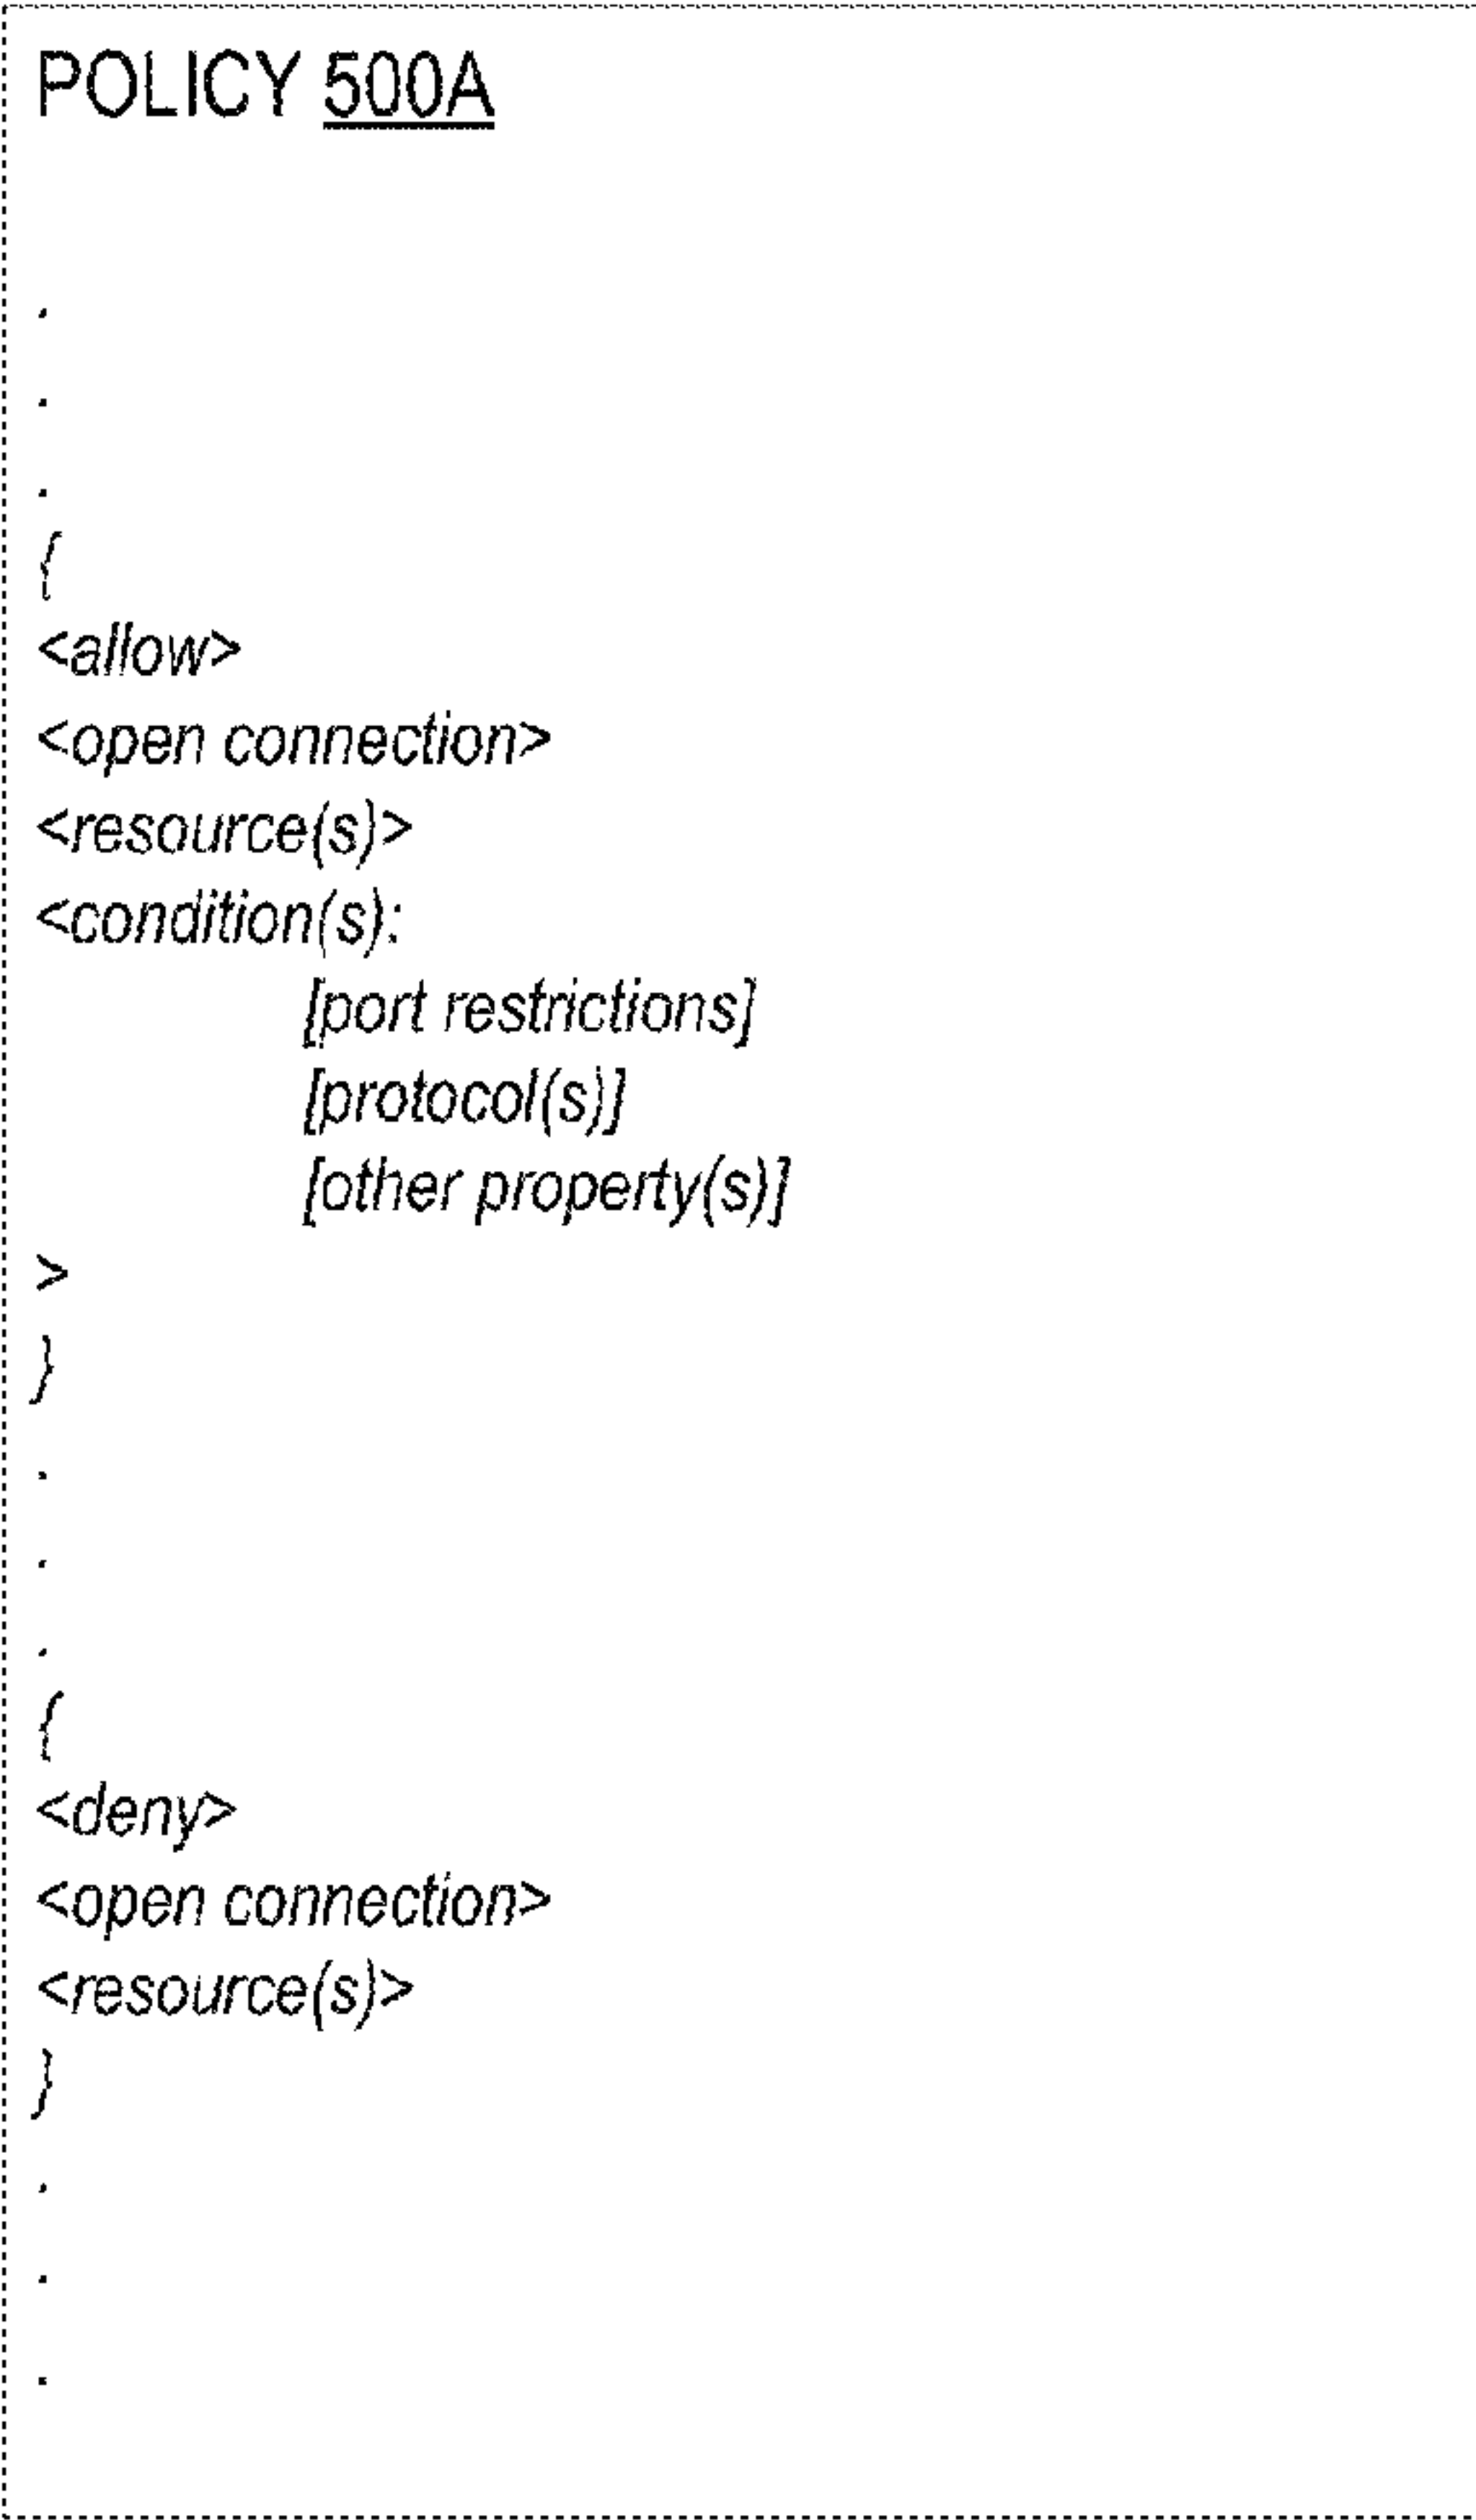 POLICY 500A
.
.
.
{
<allow>
<open connection>
<resource(s)>
<condition(s):
[port restrictions]
[protocol(s)]
[other property(s)]
>
}
.
.
.
{
<deny>
<open connection>
<resource(s)>
}
.
.
.